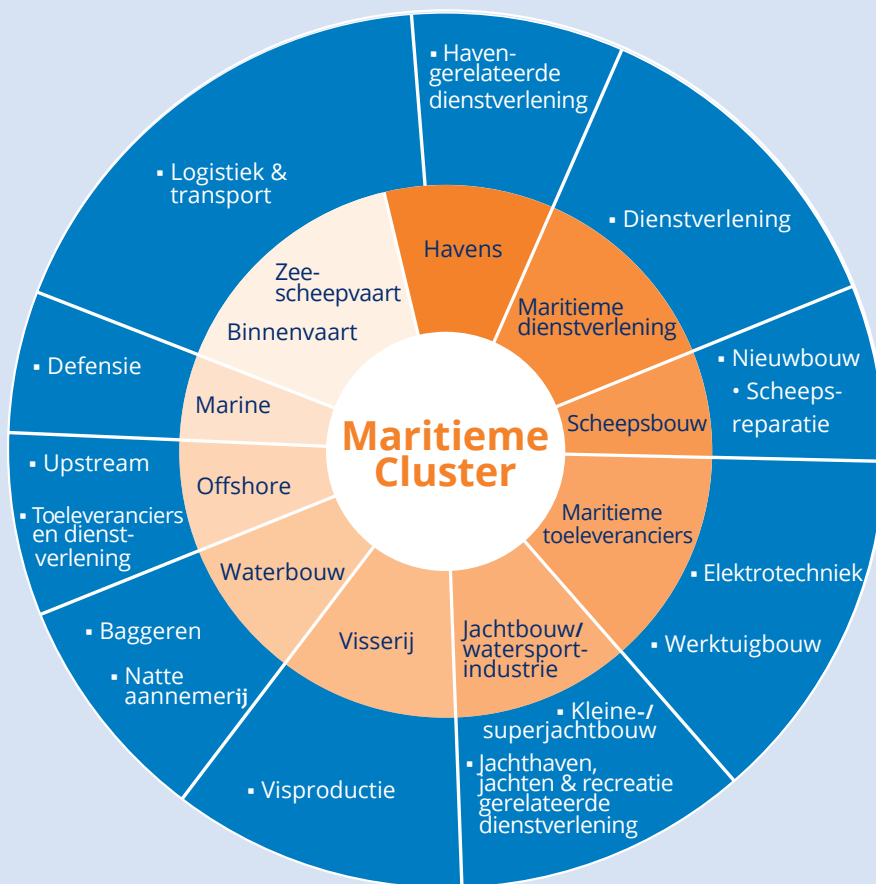 ▪ Haven-
gerelateerde
dienstverlening
▪ Logistiek &
transport
▪ Dienstverlening
Havens
Zee-
scheepvaart
Binnenvaart
Maritieme
dienstverlening
▪ Defensie
▪ Nieuwbouw
• Scheeps-
reparatie
Marine
Scheepsbouw
Maritieme
Cluster
▪ Upstream
▪ Toeleveranciers
en dienst-
verlening
Offshore
Maritieme
toeleveranciers
▪ Elektrotechniek
▪ Werktuigbouw
Waterbouw
Visserij
Jachtbouw/
watersport-
industrie
▪ Baggeren
▪ Natte
aannemerij
▪ Kleine-/
superjachtbouw
▪ Jachthaven,
jachten & recreatie
gerelateerde
dienstverlening
▪ Visproductie